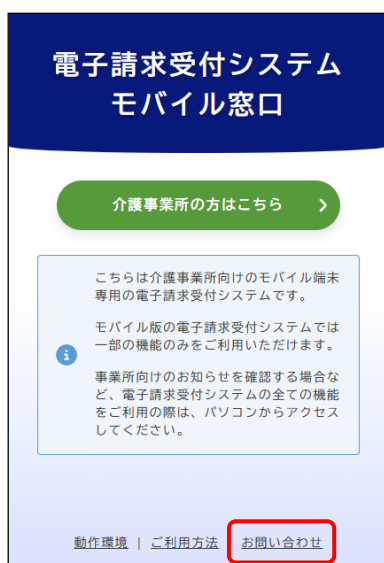 電子請求受付システム
モバイル窓口
介護事業所の方はこちら
こちらは介護事業所向けのモバイル端末
専用の電子請求受付システムです。
モバイル版の電子請求受付システムでは
一部の機能のみをご利用いただけます。
事業所向けのお知らせを確認する場合な
ど、電子請求受付システムの全ての機能
をご利用の際は、パソコンからアクセス
してください。
動作環境 | ご利用方法 お問い合わせ